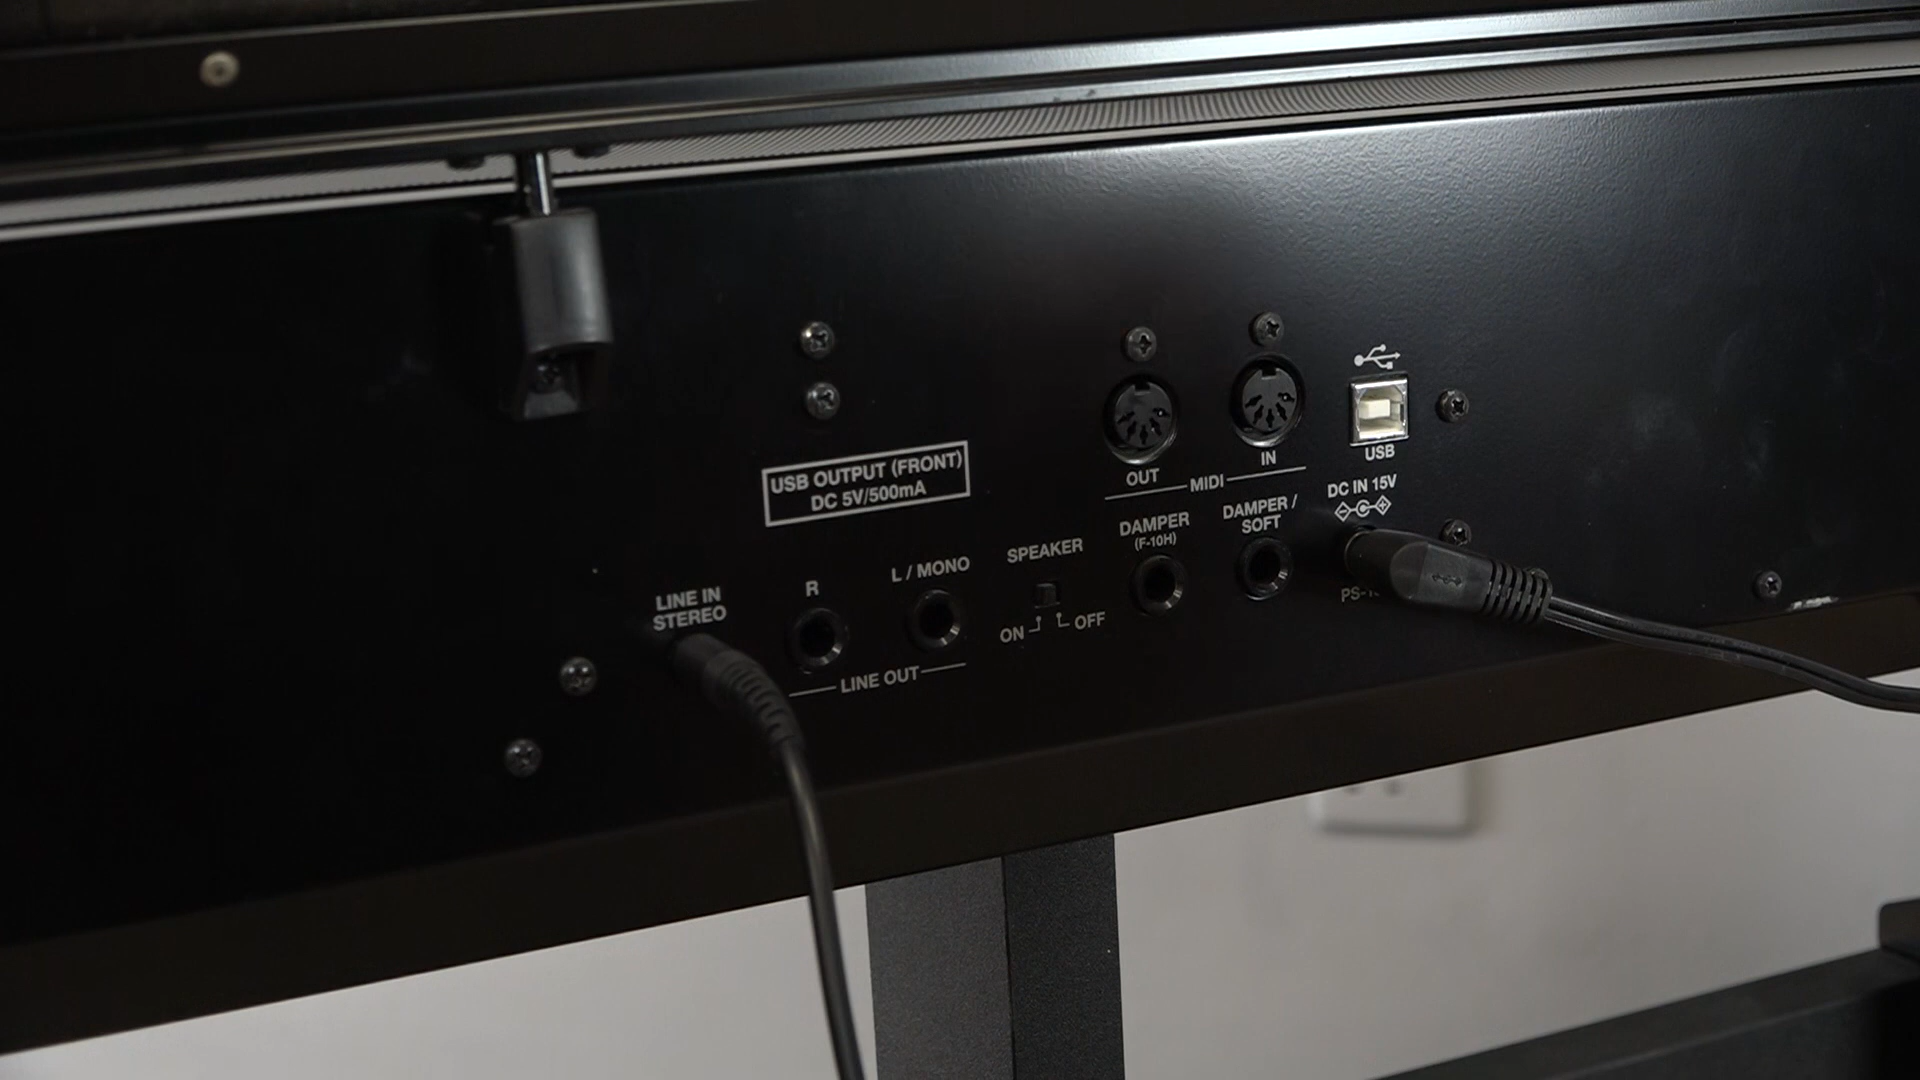 USB OUTPUT (FRONT)
DC 5V/500mA
OUT
IN
MIDI
USB
DC IN 15V
LINE IN
STEREO
R
L / MONO
LINE OUT
SPEAKER
ON
OFF
DAMPER
(F-10H)
DAMPER /
SOFT